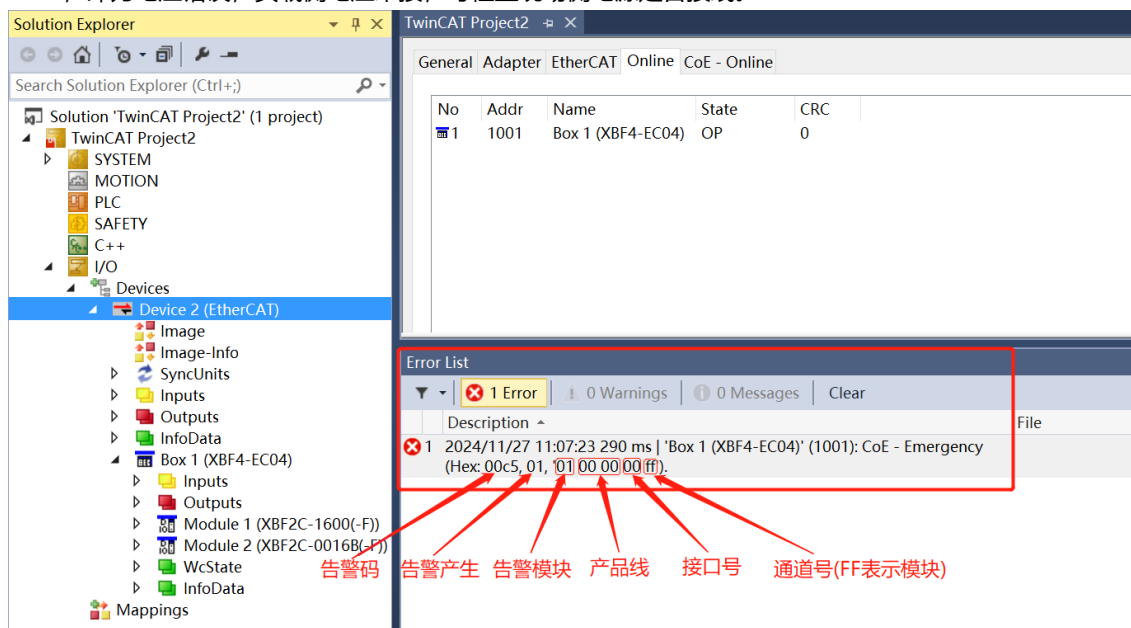 Solution Explorer
Search Solution Explorer (Ctrl+;)
Solution 'TwinCAT Project2' (1 project)
TwinCAT Project2
SYSTEM
MOTION
PLC
SAFETY
C++
I/O
Devices
Device 2 (EtherCAT)
Image
Image-Info
SyncUnits
Inputs
Outputs
InfoData
Box 1 (XBF4-EC04)
Inputs
Outputs
Module 1 (XBF2C-1600(-F))
Module 2 (XBF2C-0016B(-F))
WcState
InfoData
Mappings
TwinCAT Project2
General Adapter EtherCAT Online CoE - Online
No Addr Name State CRC
1 1001 Box 1 (XBF4-EC04) OP 0
Error List
1 Error 0 Warnings 0 Messages Clear
Description File
1 2024/11/27 11:07:23 290 ms | 'Box 1 (XBF4-EC04)' (1001): CoE - Emergency
(Hex: 00c5, 01, '01 00 00 00 ff').
告警码 告警产生 告警模块 产品线 接口号 通道号(FF表示模块)